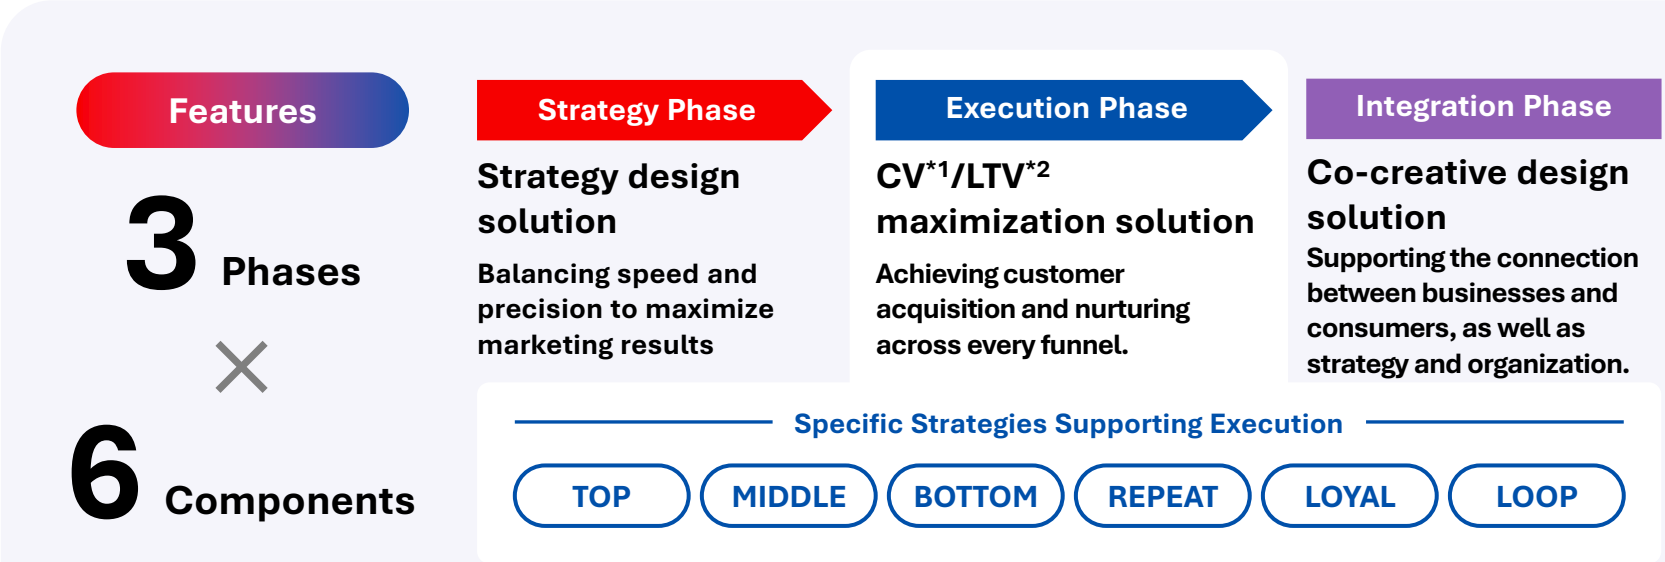 Features
3 Phases
×
6 Components
Strategy Phase
Strategy design
solution
Balancing speed and
precision to maximize
marketing results
Execution Phase
CV*1/LTV*2
maximization solution
Achieving customer
acquisition and nurturing
across every funnel.
Integration Phase
Co-creative design
solution
Supporting the connection
between businesses and
consumers, as well as
strategy and organization.
Specific Strategies Supporting Execution
TOP
MIDDLE
BOTTOM
REPEAT
LOYAL
LOOP